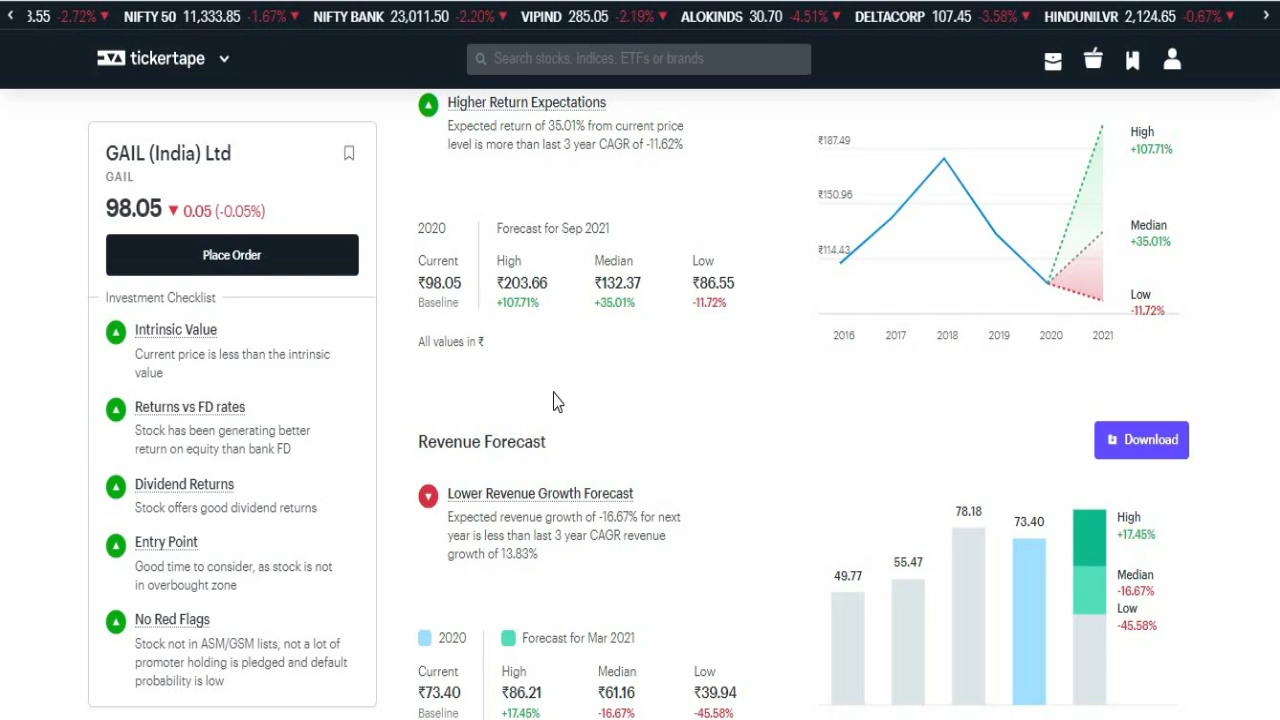 3.55 -2.72% NIFTY 50 11,333.85 -1.67% NIFTY BANK 23,011.50 -2.20% VIPIND 285.05 -2.19% ALOKINDS 30.70 -4.51% DELTACORP 107.45 -3.58% HINDUNILVR 2,124.65 -0.67%
tickertape
Search stocks, indices, ETFs or brands
GAIL (India) Ltd
GAIL
98.05 0.05 (-0.05%)
Place Order
Investment Checklist
Intrinsic Value
Current price is less than the intrinsic
value
Returns vs FD rates
Stock has been generating better
return on equity than bank FD
Dividend Returns
Stock offers good dividend returns
Entry Point
Good time to consider, as stock is not
in overbought zone
No Red Flags
Stock not in ASM/GSM lists, not a lot of
promoter holding is pledged and default
probability is low
Higher Return Expectations
Expected return of 35.01% from current price
level is more than last 3 year CAGR of -11.62%
2020 Forecast for Sep 2021
Current High Median Low
₹98.05 ₹203.66 ₹132.37 ₹86.55
Baseline +107.71% +35.01% -11.72%
All values in ₹
₹187.49
₹150.96
₹114.43
High
+107.71%
Median
+35.01%
Low
-11.72%
2016 2017 2018 2019 2020 2021
Revenue Forecast
Download
Lower Revenue Growth Forecast
Expected revenue growth of -16.67% for next
year is less than last 3 year CAGR revenue
growth of 13.83%
2020 Forecast for Mar 2021
Current High Median Low
₹73.40 ₹86.21 ₹61.16 ₹39.94
Baseline +17.45% -16.67% -45.58%
49.77
55.47
78.18
73.40
High
+17.45%
Median
-16.67%
Low
-45.58%